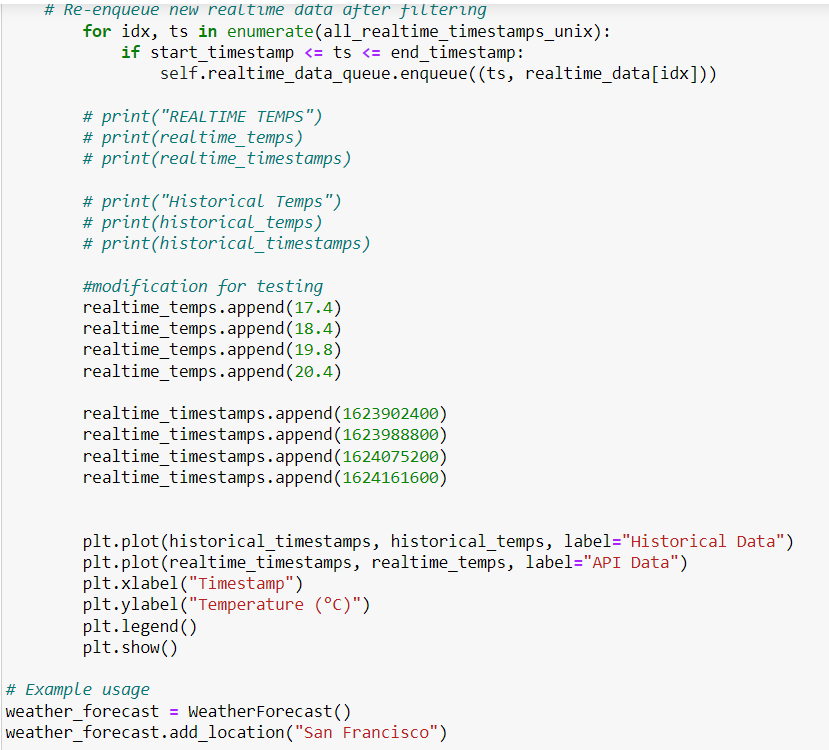 # Re-enqueue new realtime data after filtering
for idx, ts in enumerate(all_realtime_timestamps_unix):
if start_timestamp <= ts <= end_timestamp:
self.realtime_data_queue.enqueue((ts, realtime_data[idx]))
# print("REALTIME TEMPS")
# print(realtime_temps)
# print(realtime_timestamps)
# print("Historical Temps")
# print(historical_temps)
# print(historical_timestamps)
#modification for testing
realtime_temps.append(17.4)
realtime_temps.append(18.4)
realtime_temps.append(19.8)
realtime_temps.append(20.4)
realtime_timestamps.append(1623902400)
realtime_timestamps.append(1623988800)
realtime_timestamps.append(1624075200)
realtime_timestamps.append(1624161600)
plt.plot(historical_timestamps, historical_temps, label="Historical Data")
plt.plot(realtime_timestamps, realtime_temps, label="API Data")
plt.xlabel("Timestamp")
plt.ylabel("Temperature (°C)")
plt.legend()
plt.show()
# Example usage
weather_forecast = WeatherForecast()
weather_forecast.add_location("San Francisco")